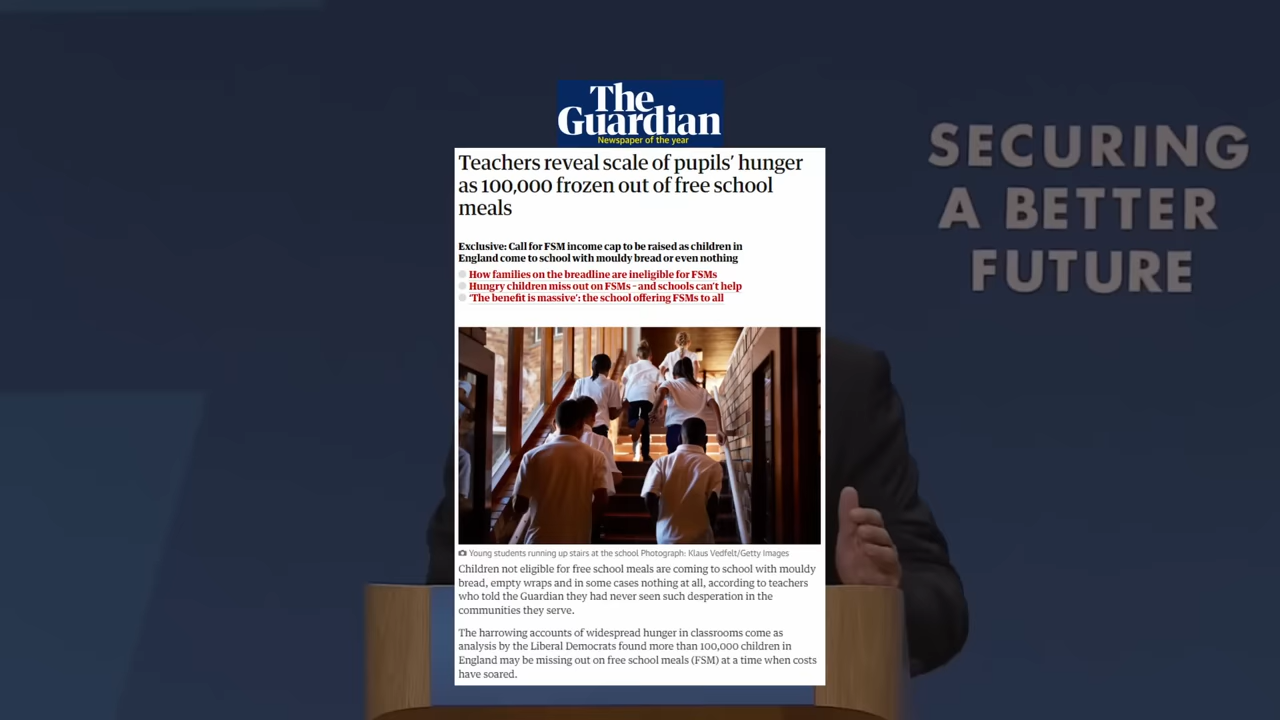 The
Guardian
Newspaper of the year
SECURING
A BETTER
FUTURE
Teachers reveal scale of pupils’ hunger
as 100,000 frozen out of free school
meals
Exclusive: Call for FSM income cap to be raised as children in
England come to school with mouldy bread or even nothing
How families on the breadline are ineligible for FSMs
Hungry children miss out on FSMs – and schools can’t help
‘The benefit is massive’: the school offering FSMs to all
Young students running up stairs at the school Photograph: Klaus Vedfelt/Getty Images
Children not eligible for free school meals are coming to school with mouldy
bread, empty wraps and in some cases nothing at all, according to teachers
who told the Guardian they had never seen such desperation in the
communities they serve.
The harrowing accounts of widespread hunger in classrooms come as
analysis by the Liberal Democrats found more than 100,000 children in
England may be missing out on free school meals (FSM) at a time when costs
have soared.